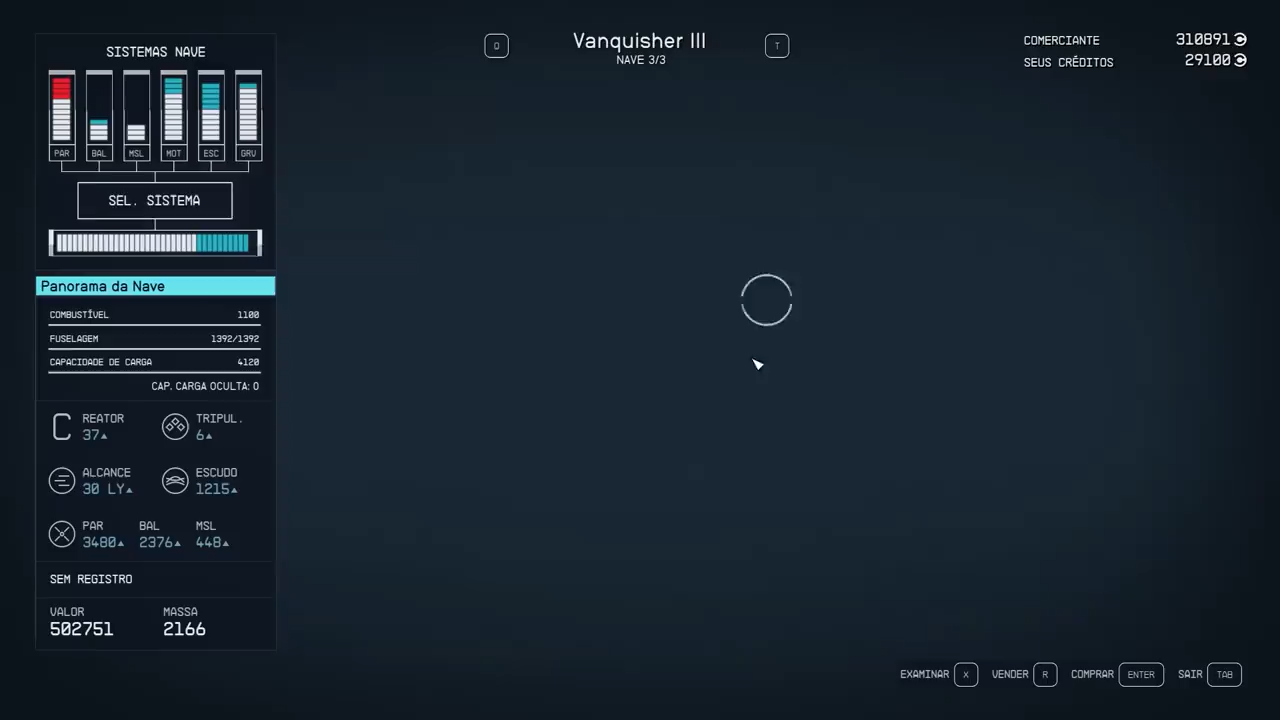 SISTEMAS NAVE
PAR BAL MSL MOT ESC GRV
SEL. SISTEMA
Panorama da Nave
COMBUSTÍVEL 1100
FUSELAGEM 1392/1392
CAPACIDADE DE CARGA 4120
CAP. CARGA OCULTA: 0
C REATOR 37 TRIPUL. 6
ALCANCE 30 LY ESCUDO 1215
PAR 3480 BAL 2376 MSL 448
SEM REGISTRO
VALOR 502751 MASSA 2166
Q Vanquisher III T
NAVE 3/3
COMERCIANTE 310891
SEUS CRÉDITOS 29100
EXAMINAR X VENDER R COMPRAR ENTER SAIR TAB